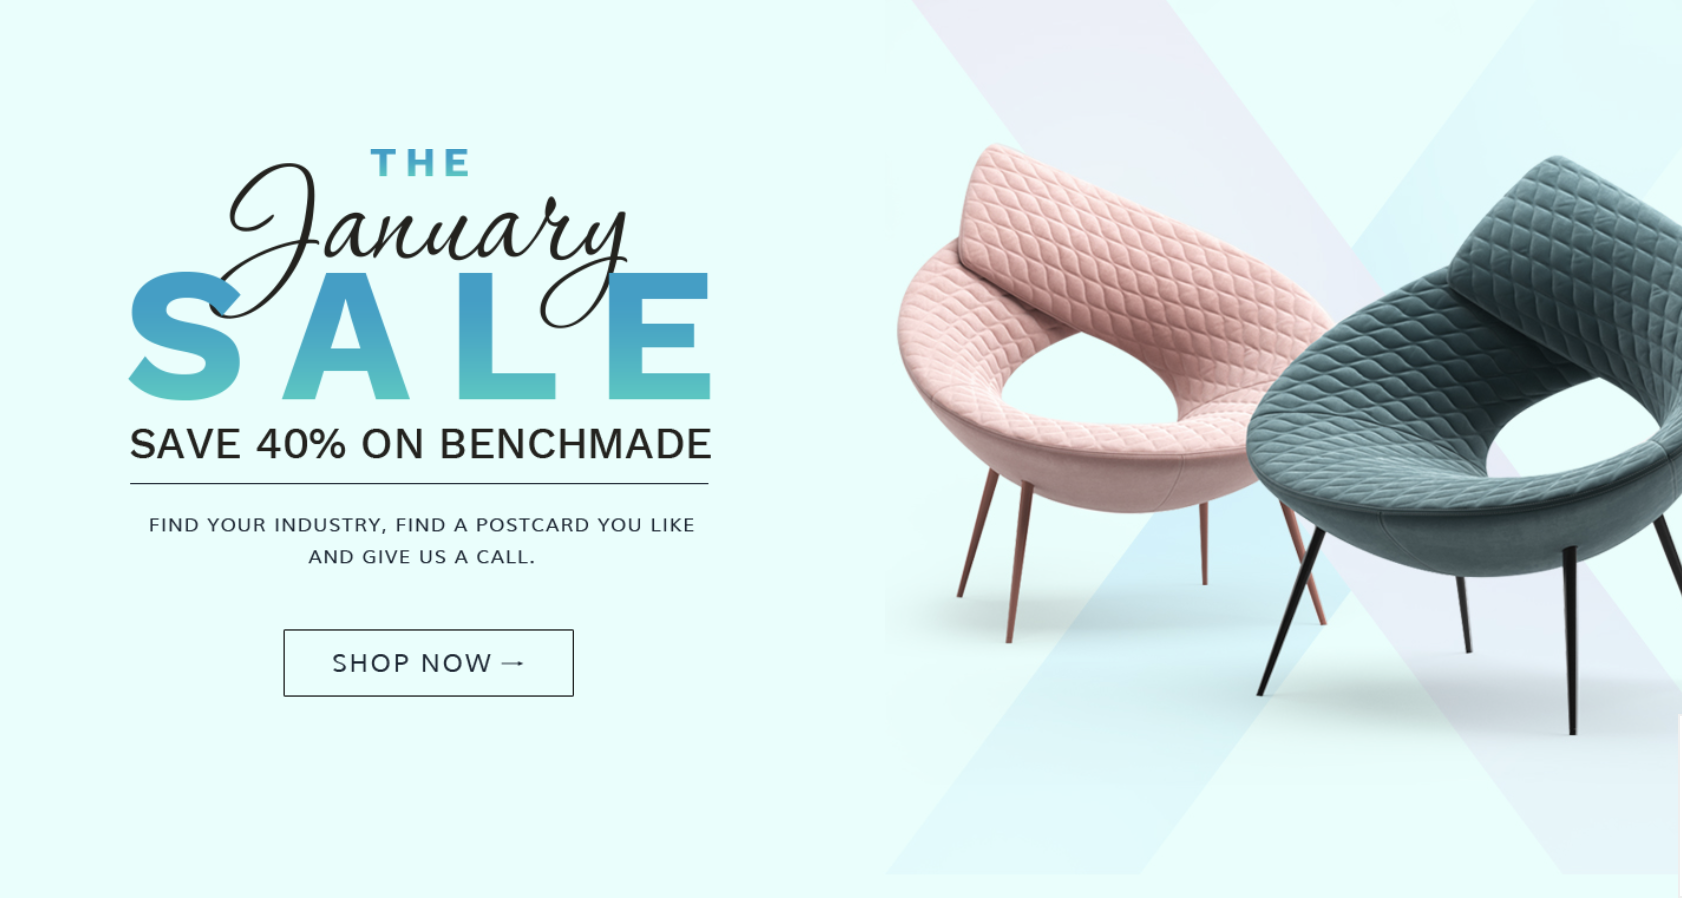 THE
January
SALE
SAVE 40% ON BENCHMADE
FIND YOUR INDUSTRY, FIND A POSTCARD YOU LIKE
AND GIVE US A CALL.
SHOP NOW →